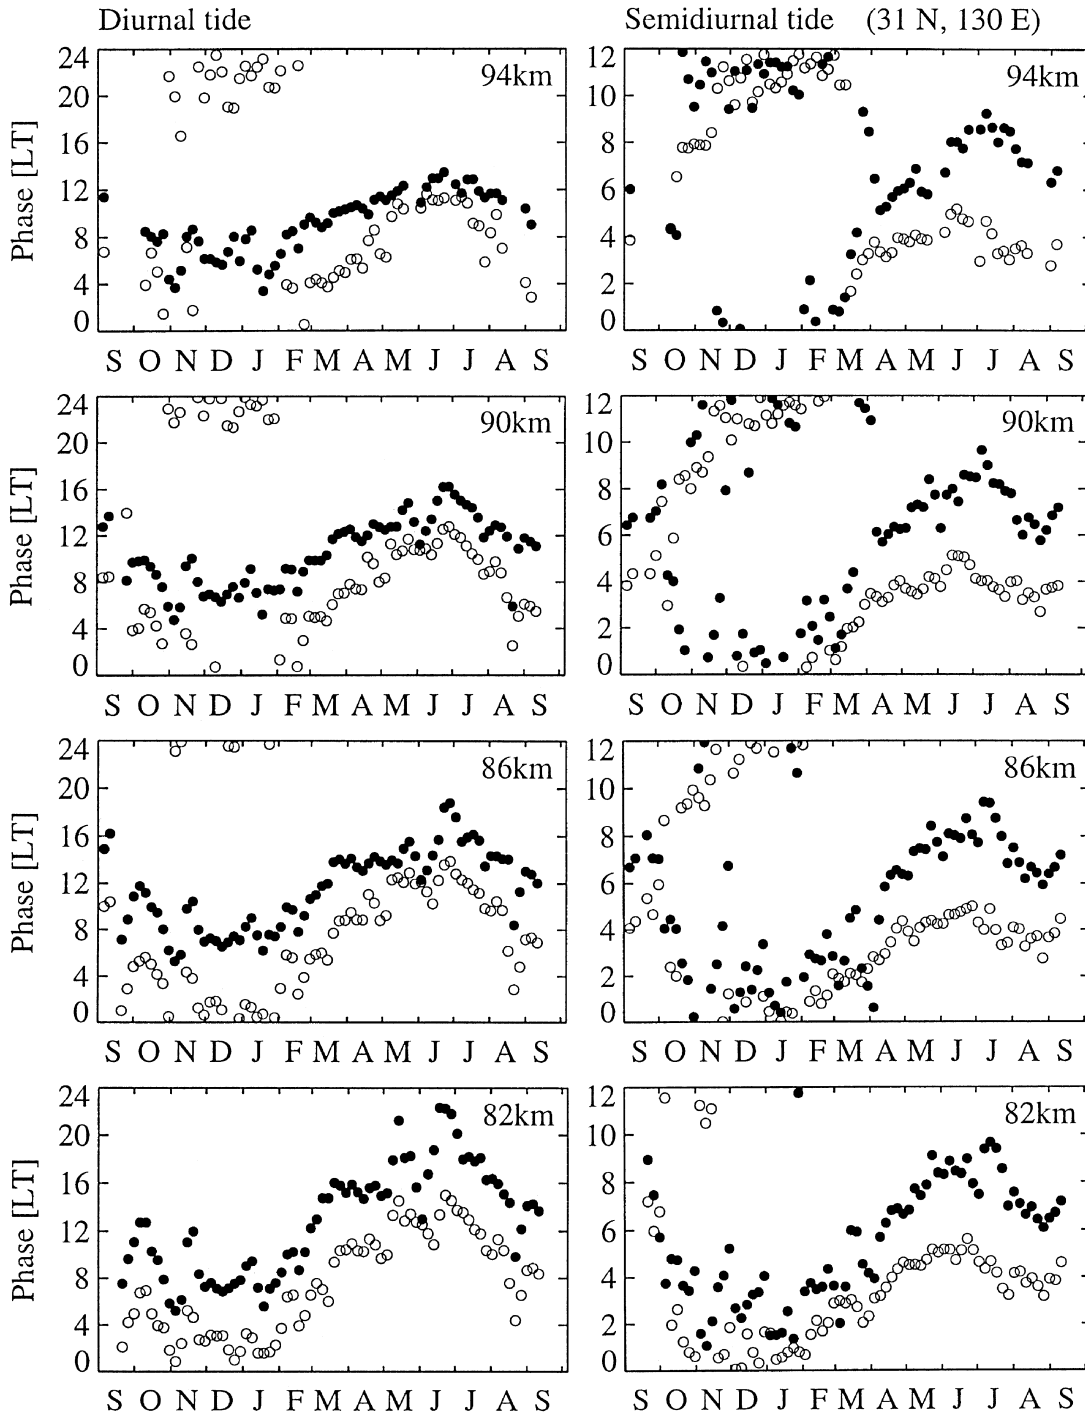 Diurnal tide
Semidiurnal tide (31 N, 130 E)
24
20
16
12
8
4
0
Phase [LT]
94km
S O N D J F M A M J J A S
12
10
8
6
4
2
0
94km
S O N D J F M A M J J A S
24
20
16
12
8
4
0
Phase [LT]
90km
S O N D J F M A M J J A S
12
10
8
6
4
2
0
90km
S O N D J F M A M J J A S
24
20
16
12
8
4
0
Phase [LT]
86km
S O N D J F M A M J J A S
12
10
8
6
4
2
0
86km
S O N D J F M A M J J A S
24
20
16
12
8
4
0
Phase [LT]
82km
S O N D J F M A M J J A S
12
10
8
6
4
2
0
82km
S O N D J F M A M J J A S